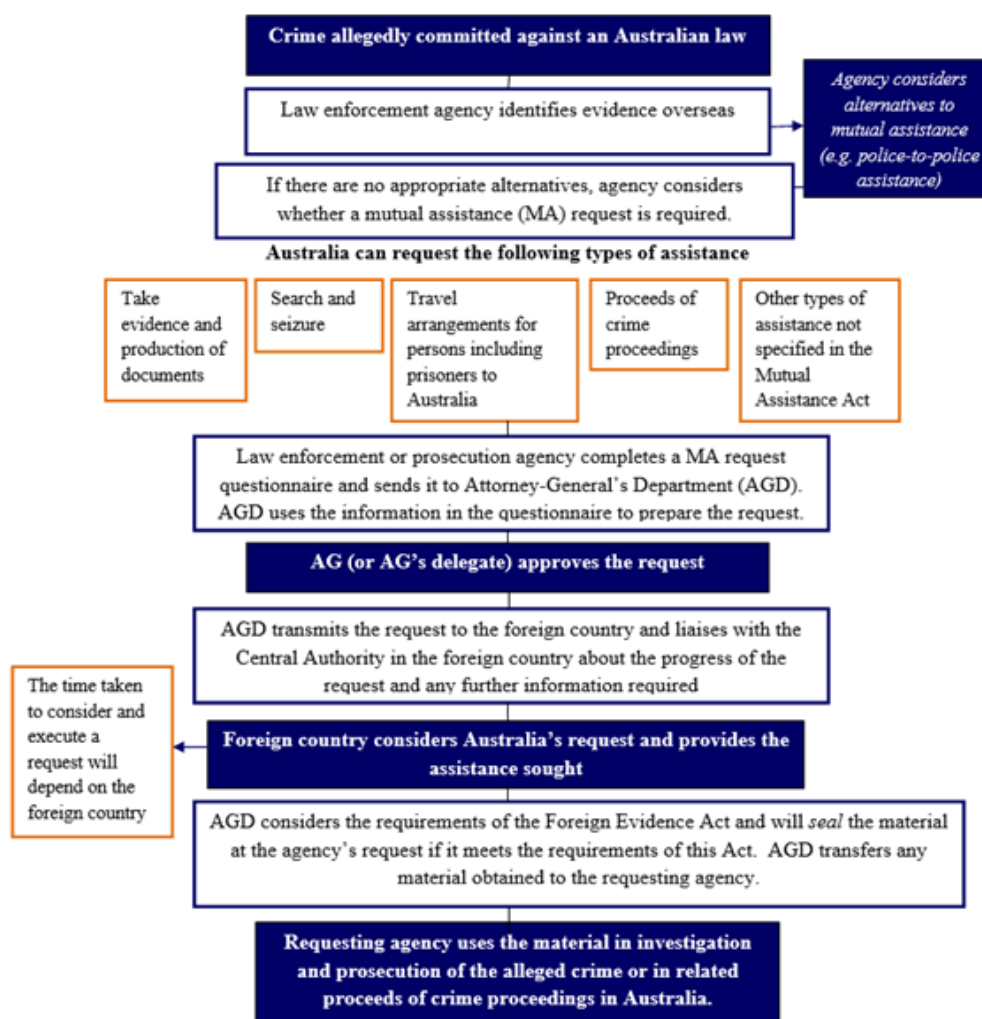 Crime allegedly committed against an Australian law
Law enforcement agency identifies evidence overseas
Agency considers
alternatives to
mutual assistance
(e.g. police-to-police
assistance)
If there are no appropriate alternatives, agency considers
whether a mutual assistance (MA) request is required.
Australia can request the following types of assistance
Take
evidence and
production of
documents
Search and
seizure
Travel
arrangements for
persons including
prisoners to
Australia
Proceeds of
crime
proceedings
Other types of
assistance not
specified in the
Mutual
Assistance Act
Law enforcement or prosecution agency completes a MA request
questionnaire and sends it to Attorney-General's Department (AGD).
AGD uses the information in the questionnaire to prepare the request.
AG (or AG's delegate) approves the request
AGD transmits the request to the foreign country and liaises with the
Central Authority in the foreign country about the progress of the
request and any further information required
The time taken
to consider and
execute a
request will
depend on the
foreign country
Foreign country considers Australia's request and provides the
assistance sought
AGD considers the requirements of the Foreign Evidence Act and will seal the material
at the agency's request if it meets the requirements of this Act.  AGD transfers any
material obtained to the requesting agency.
Requesting agency uses the material in investigation
and prosecution of the alleged crime or in related
proceeds of crime proceedings in Australia.